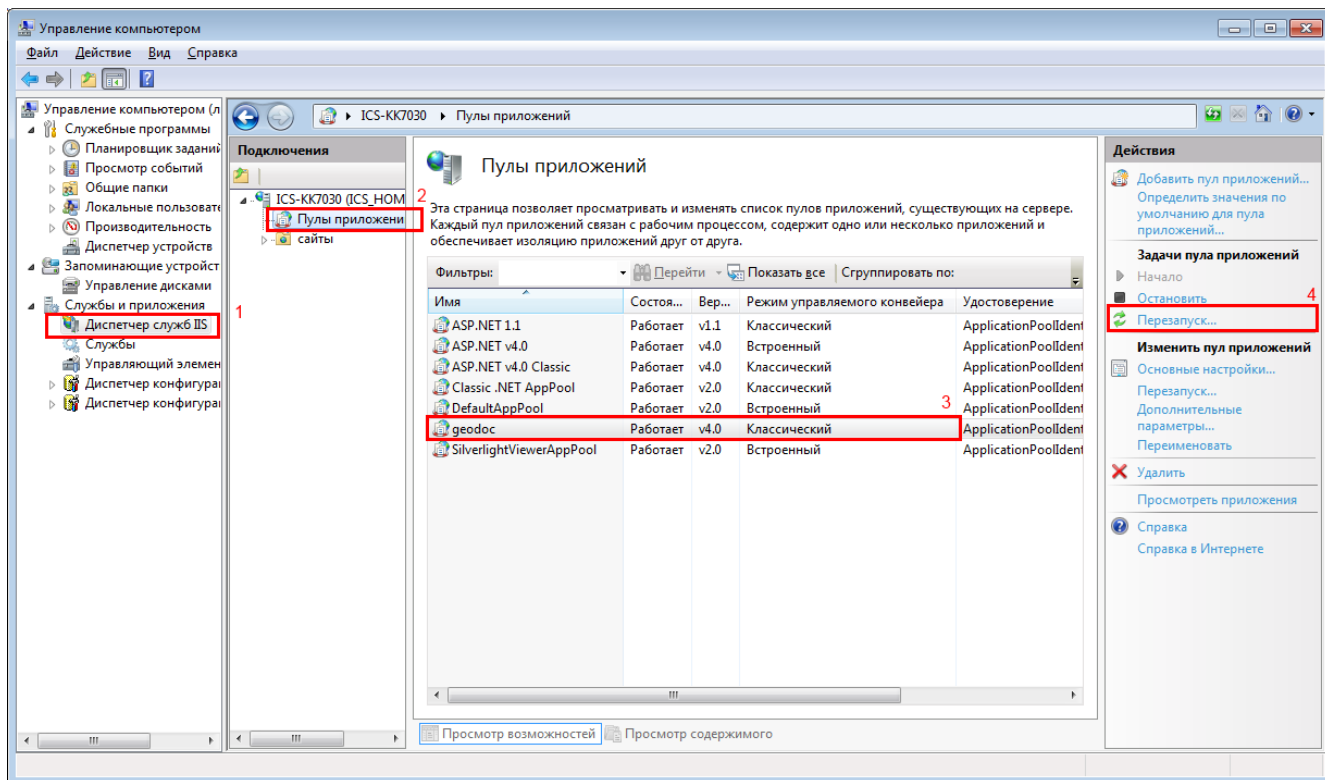 Управление компьютером
Файл Действие Вид Справка
Управление компьютером (л
Служебные программы
Планировщик заданий
Просмотр событий
Общие папки
Локальные пользовате
Производительность
Диспетчер устройств
Запоминающие устройст
Управление дисками
Службы и приложения
1
Диспетчер служб IIS
Службы
Управляющий элемен
Диспетчер конфигура
Диспетчер конфигура
ICS-KK7030 Пулы приложений
Подключения
ICS-KK7030 (ICS_HOM
2
Пулы приложени
сайты
Пулы приложений
Эта страница позволяет просматривать и изменять список пулов приложений, существующих на сервере.
Каждый пул приложений связан с рабочим процессом, содержит одно или несколько приложений и
обеспечивает изоляцию приложений друг от друга.
Фильтры: Перейти Показать все Сгруппировать по:
Имя Состоя... Вер... Режим управляемого конвейера Удостоверение
ASP.NET 1.1 Работает v1.1 Классический ApplicationPoolIdent
ASP.NET v4.0 Работает v4.0 Встроенный ApplicationPoolIdent
ASP.NET v4.0 Classic Работает v4.0 Классический ApplicationPoolIdent
Classic .NET AppPool Работает v2.0 Классический ApplicationPoolIdent
DefaultAppPool Работает v2.0 Встроенный 3 ApplicationPoolIdent
geodoc Работает v4.0 Классический ApplicationPoolIdent
SilverlightViewerAppPool Работает v2.0 Встроенный ApplicationPoolIdent
Просмотр возможностей Просмотр содержимого
Действия
Добавить пул приложений...
Определить значения по
умолчанию для пула
приложений...
Задачи пула приложений
Начало
Остановить 4
Перезапуск...
Изменить пул приложений
Основные настройки...
Перезапуск...
Дополнительные
параметры...
Переименовать
Удалить
Просмотреть приложения
Справка
Справка в Интернете